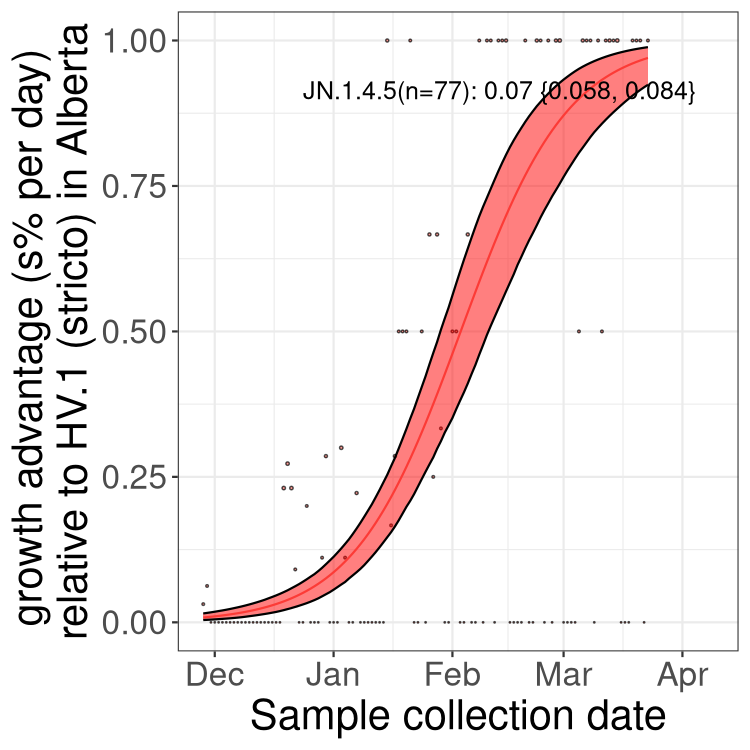 growth advantage (s% per day)
relative to HV.1 (stricto) in Alberta
1.00
0.75
0.50
0.25
0.00
JN.1.4.5(n=77): 0.07 {0.058, 0.084}
Dec Jan Feb Mar Apr
Sample collection date